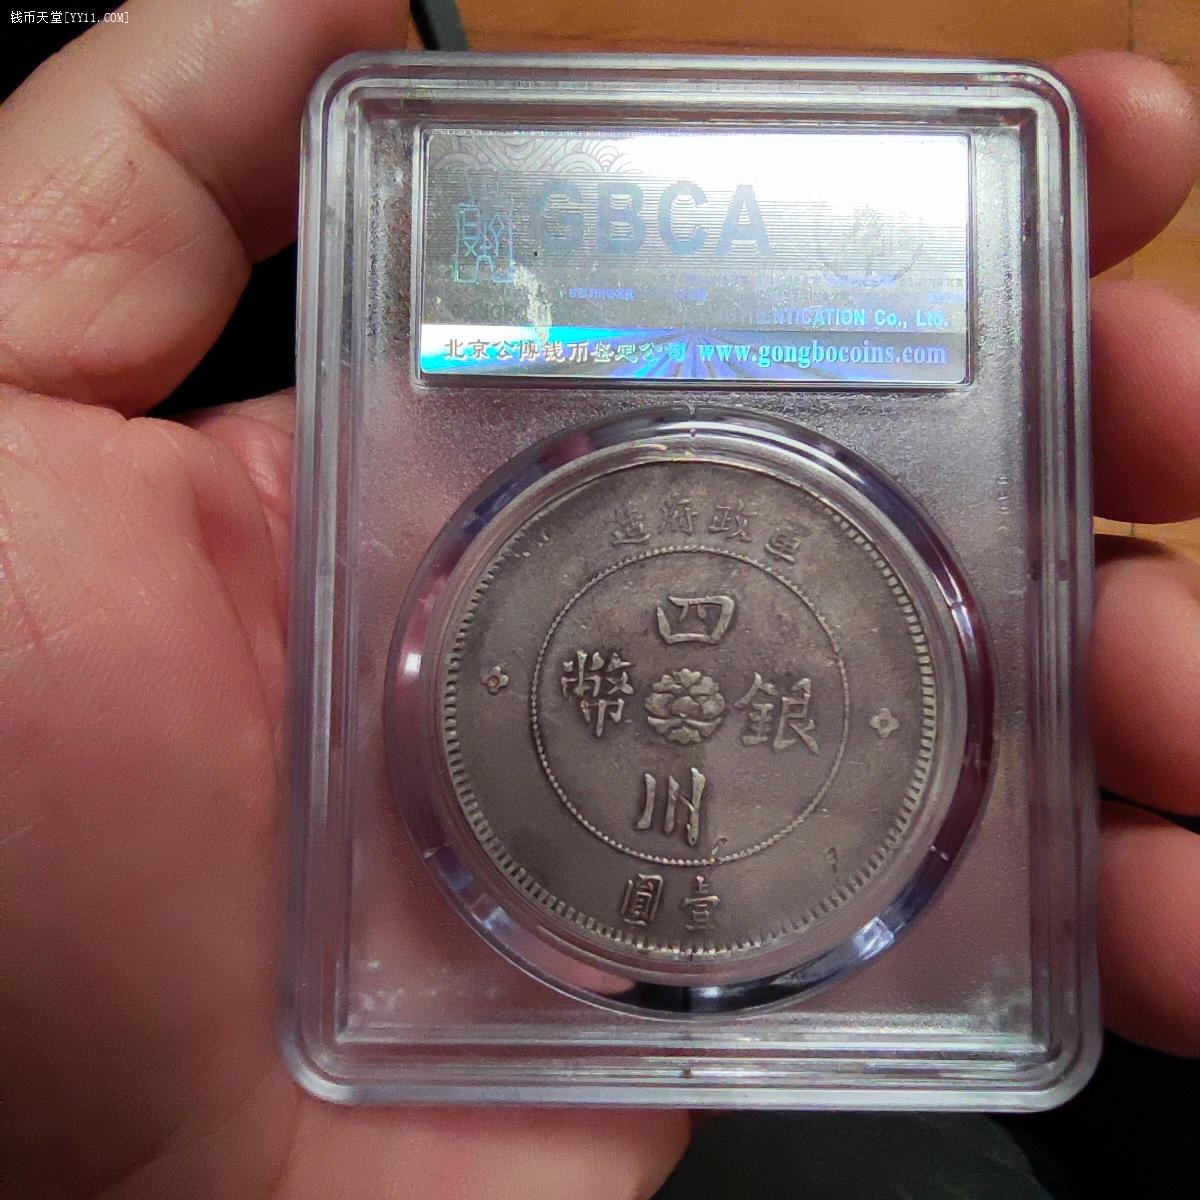 钱币天堂[YY11.COM]
GBCA
ENTICATION Co., Ltd.
北京公博钱币鉴定公司 www.gongbocoins.com
軍政府造
四川
銀幣
壹圓